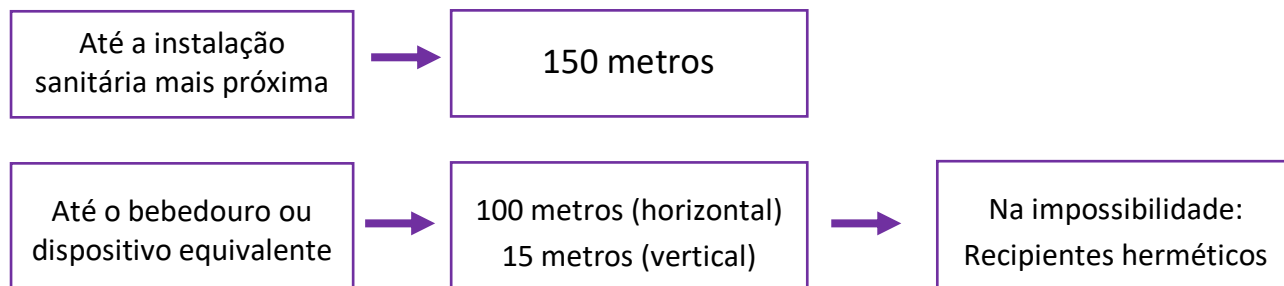 Até a instalação
sanitária mais próxima
150 metros
Até o bebedouro ou
dispositivo equivalente
100 metros (horizontal)
15 metros (vertical)
Na impossibilidade:
Recipientes herméticos